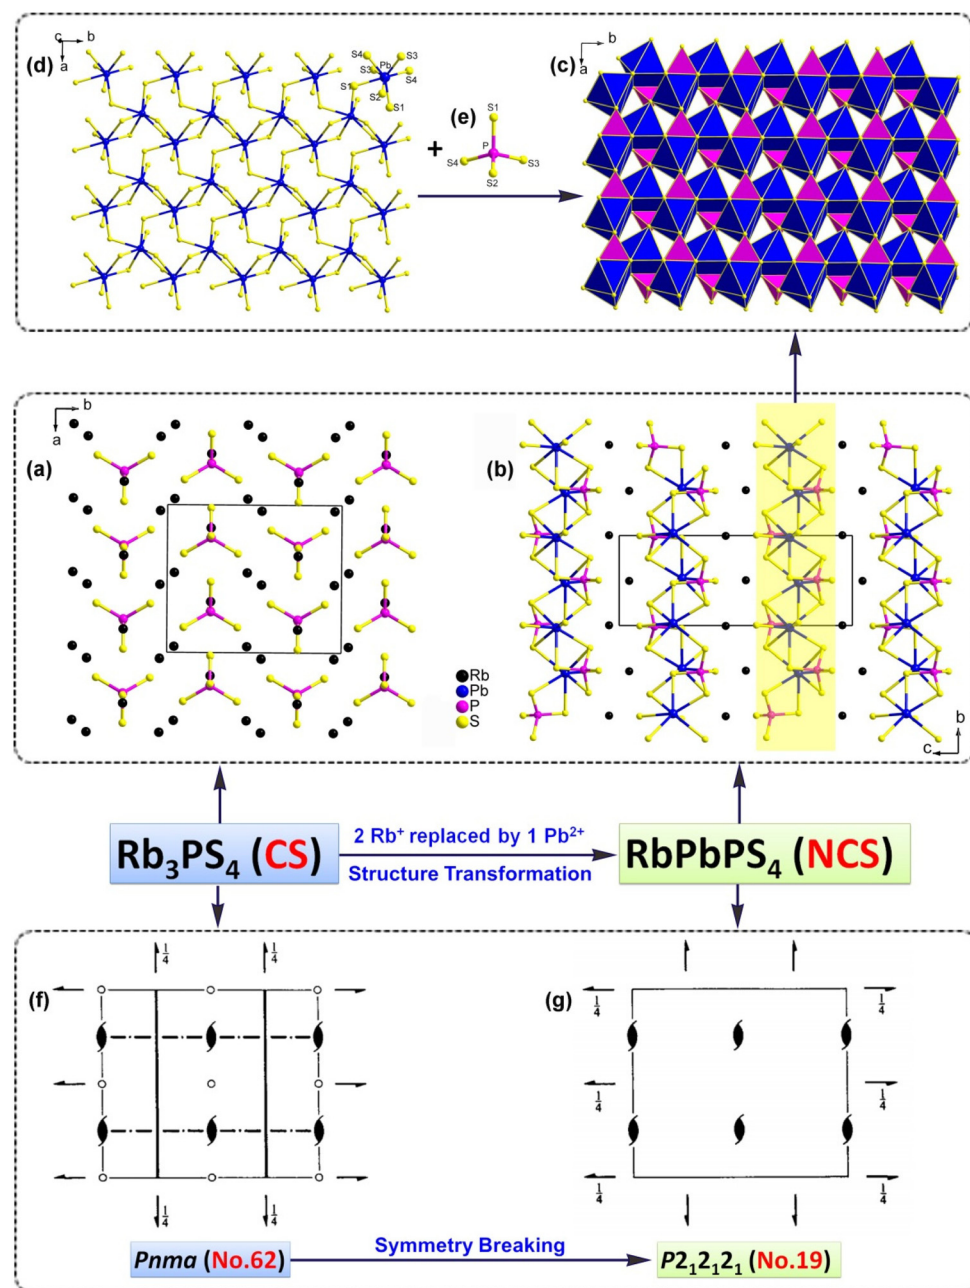 (d)
c b
a
S4
S3
Pb
S3
S4
S1
S2
S1
+
(e)
S1
P
S4
S3
S2
(c)
b
a
(a)
b
a
Rb
Pb
P
S
(b)
b
c
Rb₃PS₄ (CS)
2 Rb⁺ replaced by 1 Pb²⁺
Structure Transformation
RbPbPS₄ (NCS)
(f)
1/4
1/4
1/4
1/4
Pnma (No.62)
Symmetry Breaking
(g)
1/4
1/4
1/4
1/4
1/4
1/4
P2₁2₁2₁ (No.19)